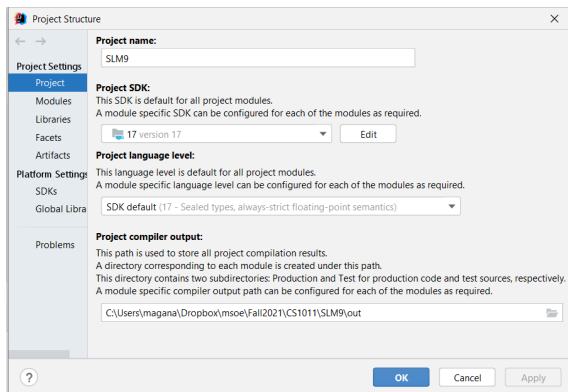 Project Structure
Project name:
SLM9
Project Settings
Project
Modules
Libraries
Facets
Artifacts
Platform Settings
SDKs
Global Libra
Problems
Project SDK:
This SDK is default for all project modules.
A module specific SDK can be configured for each of the modules as required.
17 version 17
Edit
Project language level:
This language level is default for all project modules.
A module specific language level can be configured for each of the modules as required.
SDK default (17 - Sealed types, always-strict floating-point semantics)
Project compiler output:
This path is used to store all project compilation results.
A directory corresponding to each module is created under this path.
This directory contains two subdirectories: Production and Test for production code and test sources, respectively.
A module specific compiler output path can be configured for each of the modules as required.
C:\Users\magana\Dropbox\msoe\Fall2021\CS1011\SLM9\out
?
OK
Cancel
Apply